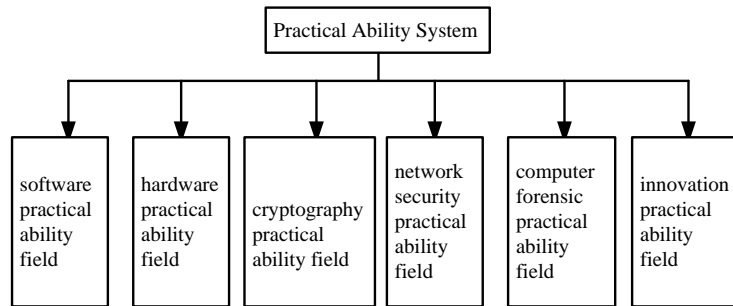 Practical Ability System
software
practical
ability
field
hardware
practical
ability
field
cryptography
practical
ability field
network
security
practical
ability
field
computer
forensic
practical
ability
field
innovation
practical
ability
field